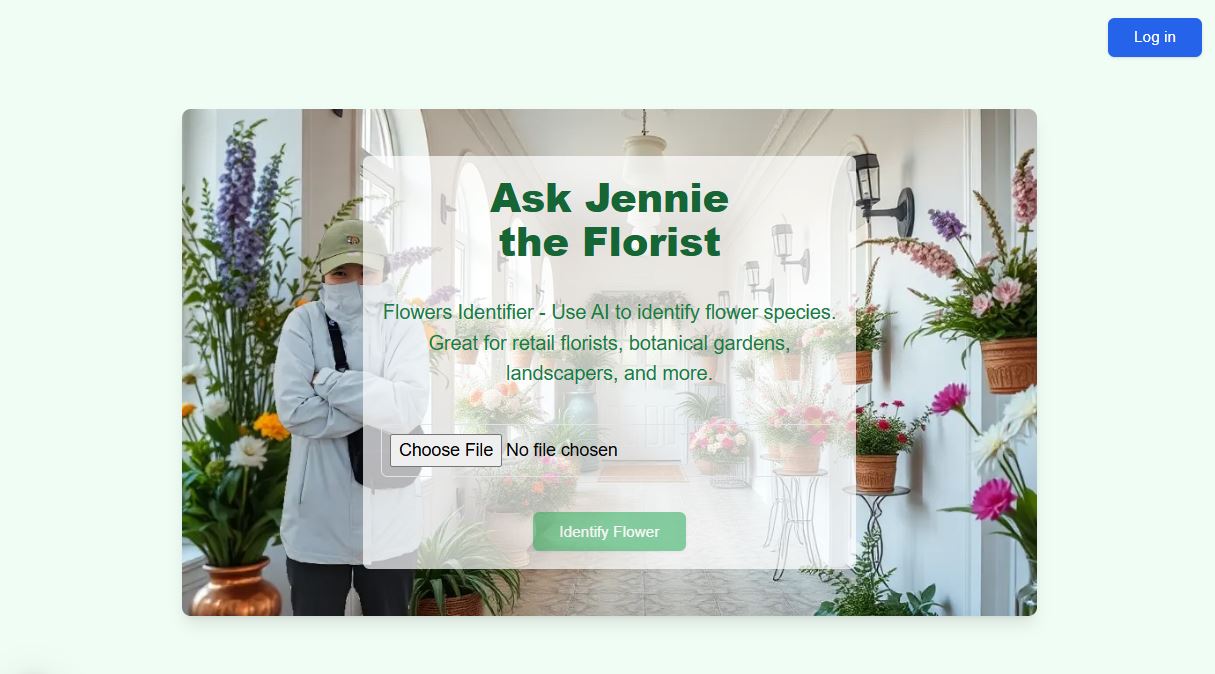 Log in
Ask Jennie
the Florist
Flowers Identifier - Use AI to identify flower species.
Great for retail florists, botanical gardens,
landscapers, and more.
Choose File No file chosen
Identify Flower